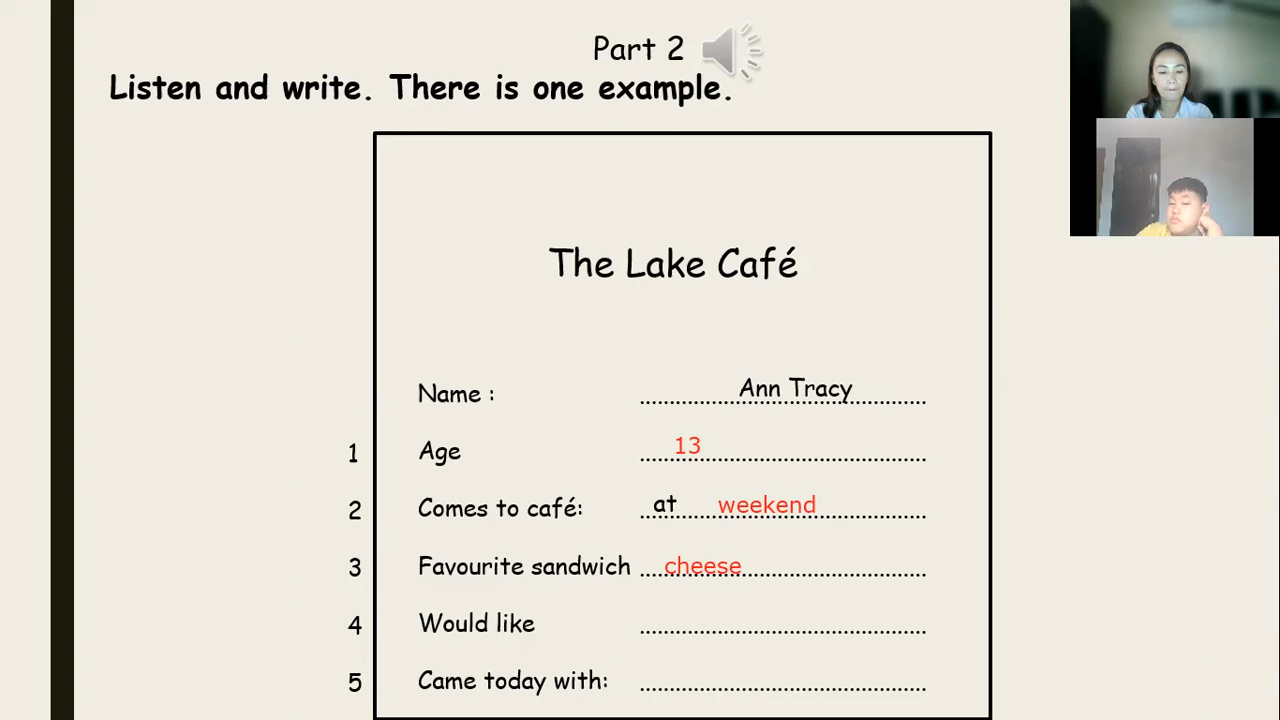 Part 2
Listen and write. There is one example.
The Lake Café
Name : Ann Tracy
1 Age 13
2 Comes to café: at weekend
3 Favourite sandwich cheese
4 Would like
5 Came today with: